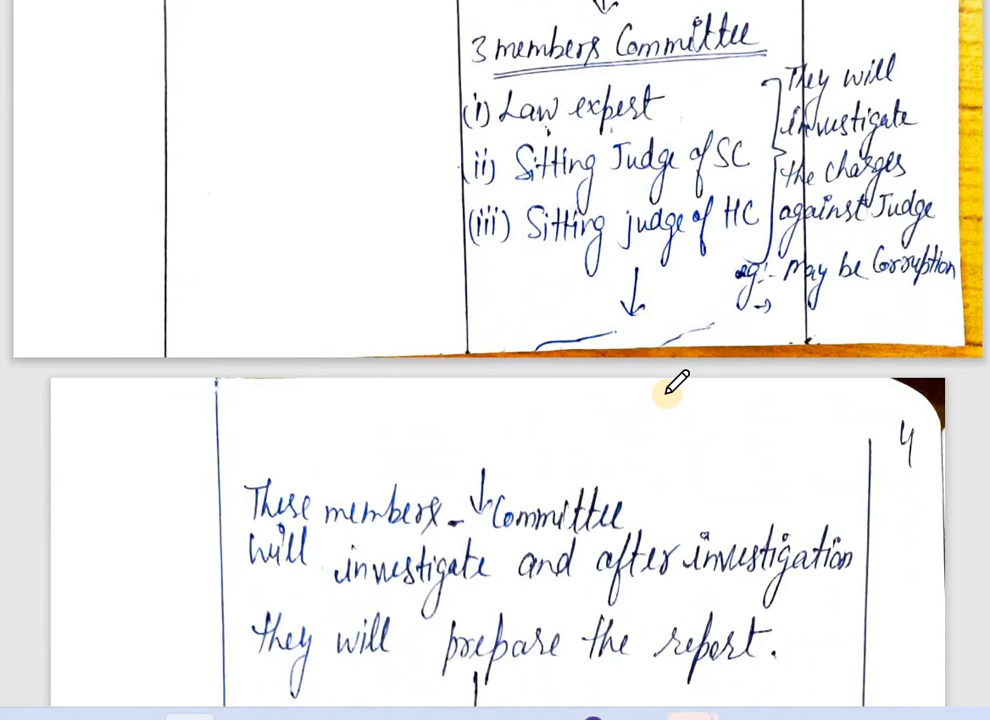 3 members Committee
(i) Law expert
(ii) Sitting Judge of SC
(iii) Sitting judge of HC
They will
investigate
the charges
against Judge
eg:- may be Corruption
4
These members - Committee
will investigate and after investigation
they will prepare the report.